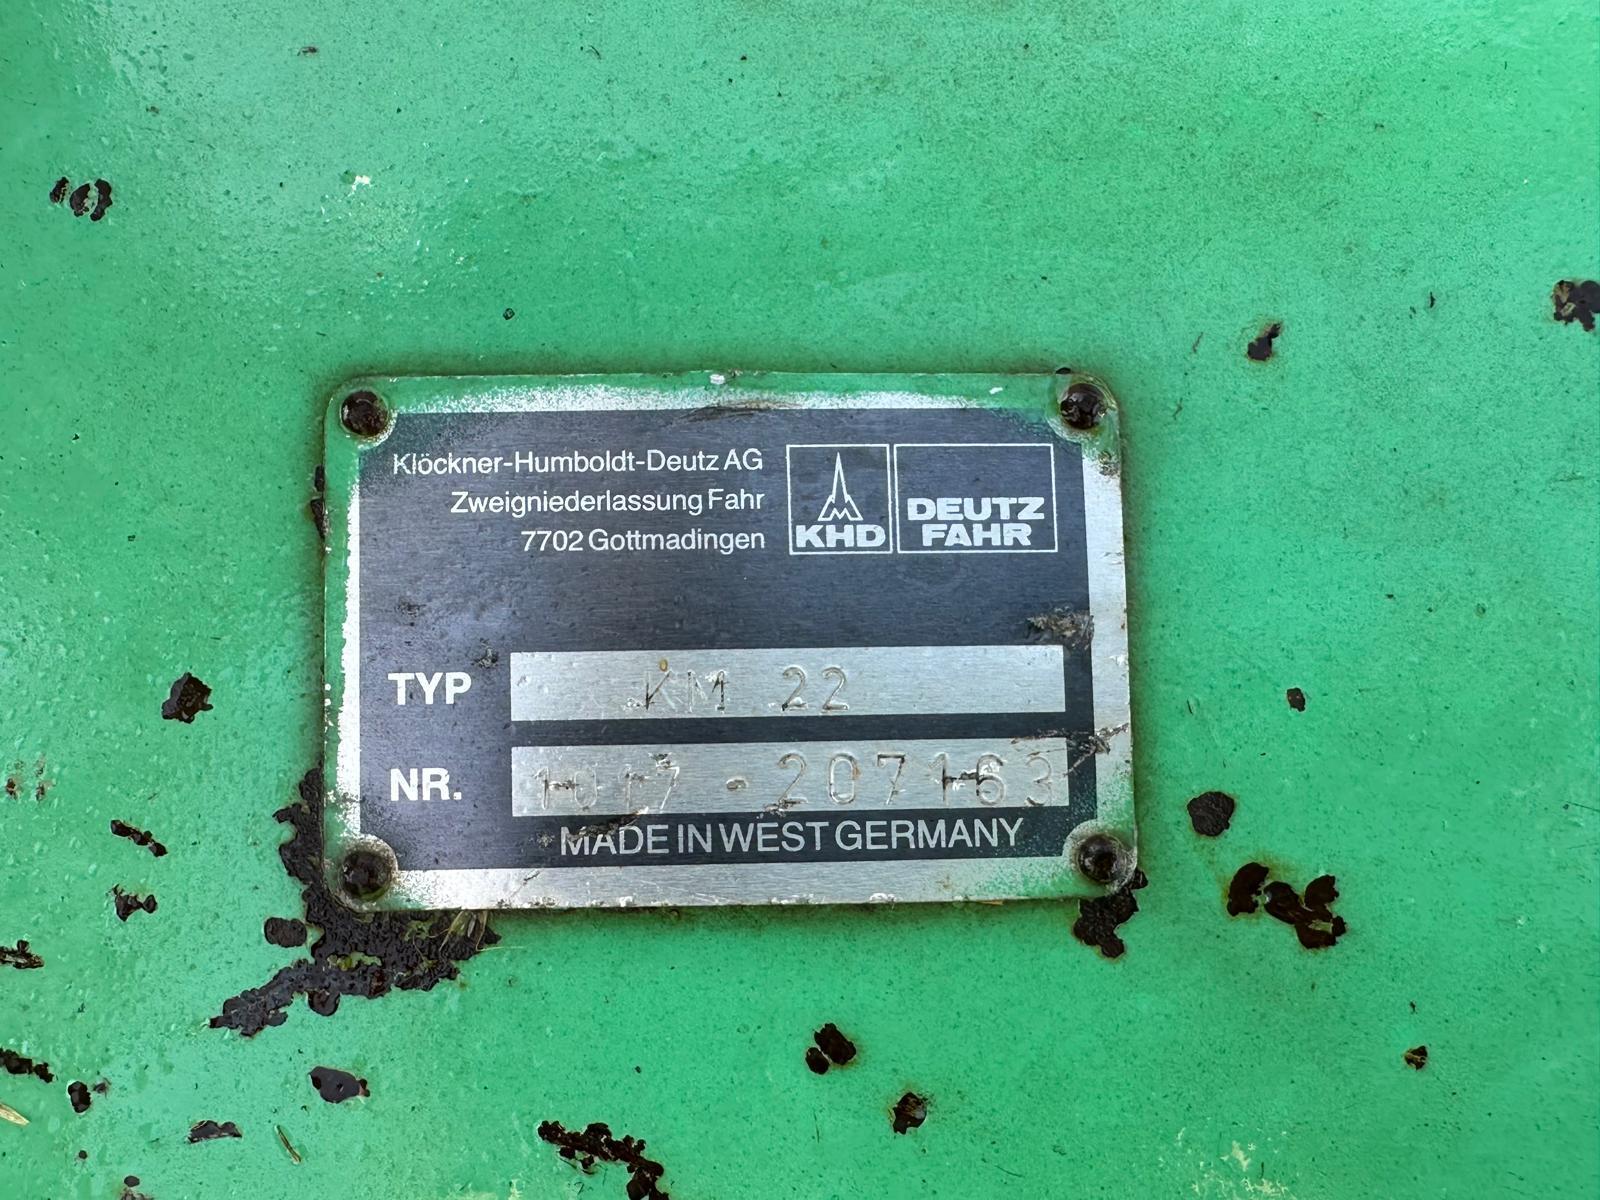 Klöckner-Humboldt-Deutz AG
Zweigniederlassung Fahr
7702 Gottmadingen
KHD
DEUTZ
FAHR
TYP KM 22
NR. 1017 - 207163
MADE IN WEST GERMANY